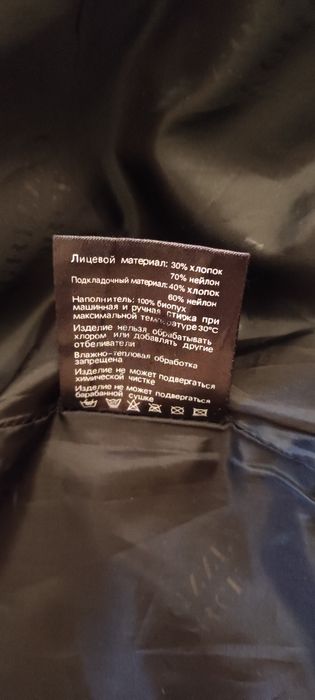 Лицевой материал: 30% хлопок
70% нейлон
Подкладочный материал: 40% хлопок
60% нейлон
Наполнитель: 100% биопух
машинная и ручная стирка при
максимальной температуре 30°С
Изделие нельзя обрабатывать
хлором или добавлять другие
отбеливатели
Влажно-тепловая обработка
запрещена
Изделие не может подвергаться
химической чистке
Изделие не может подвергаться
барабанной сушке